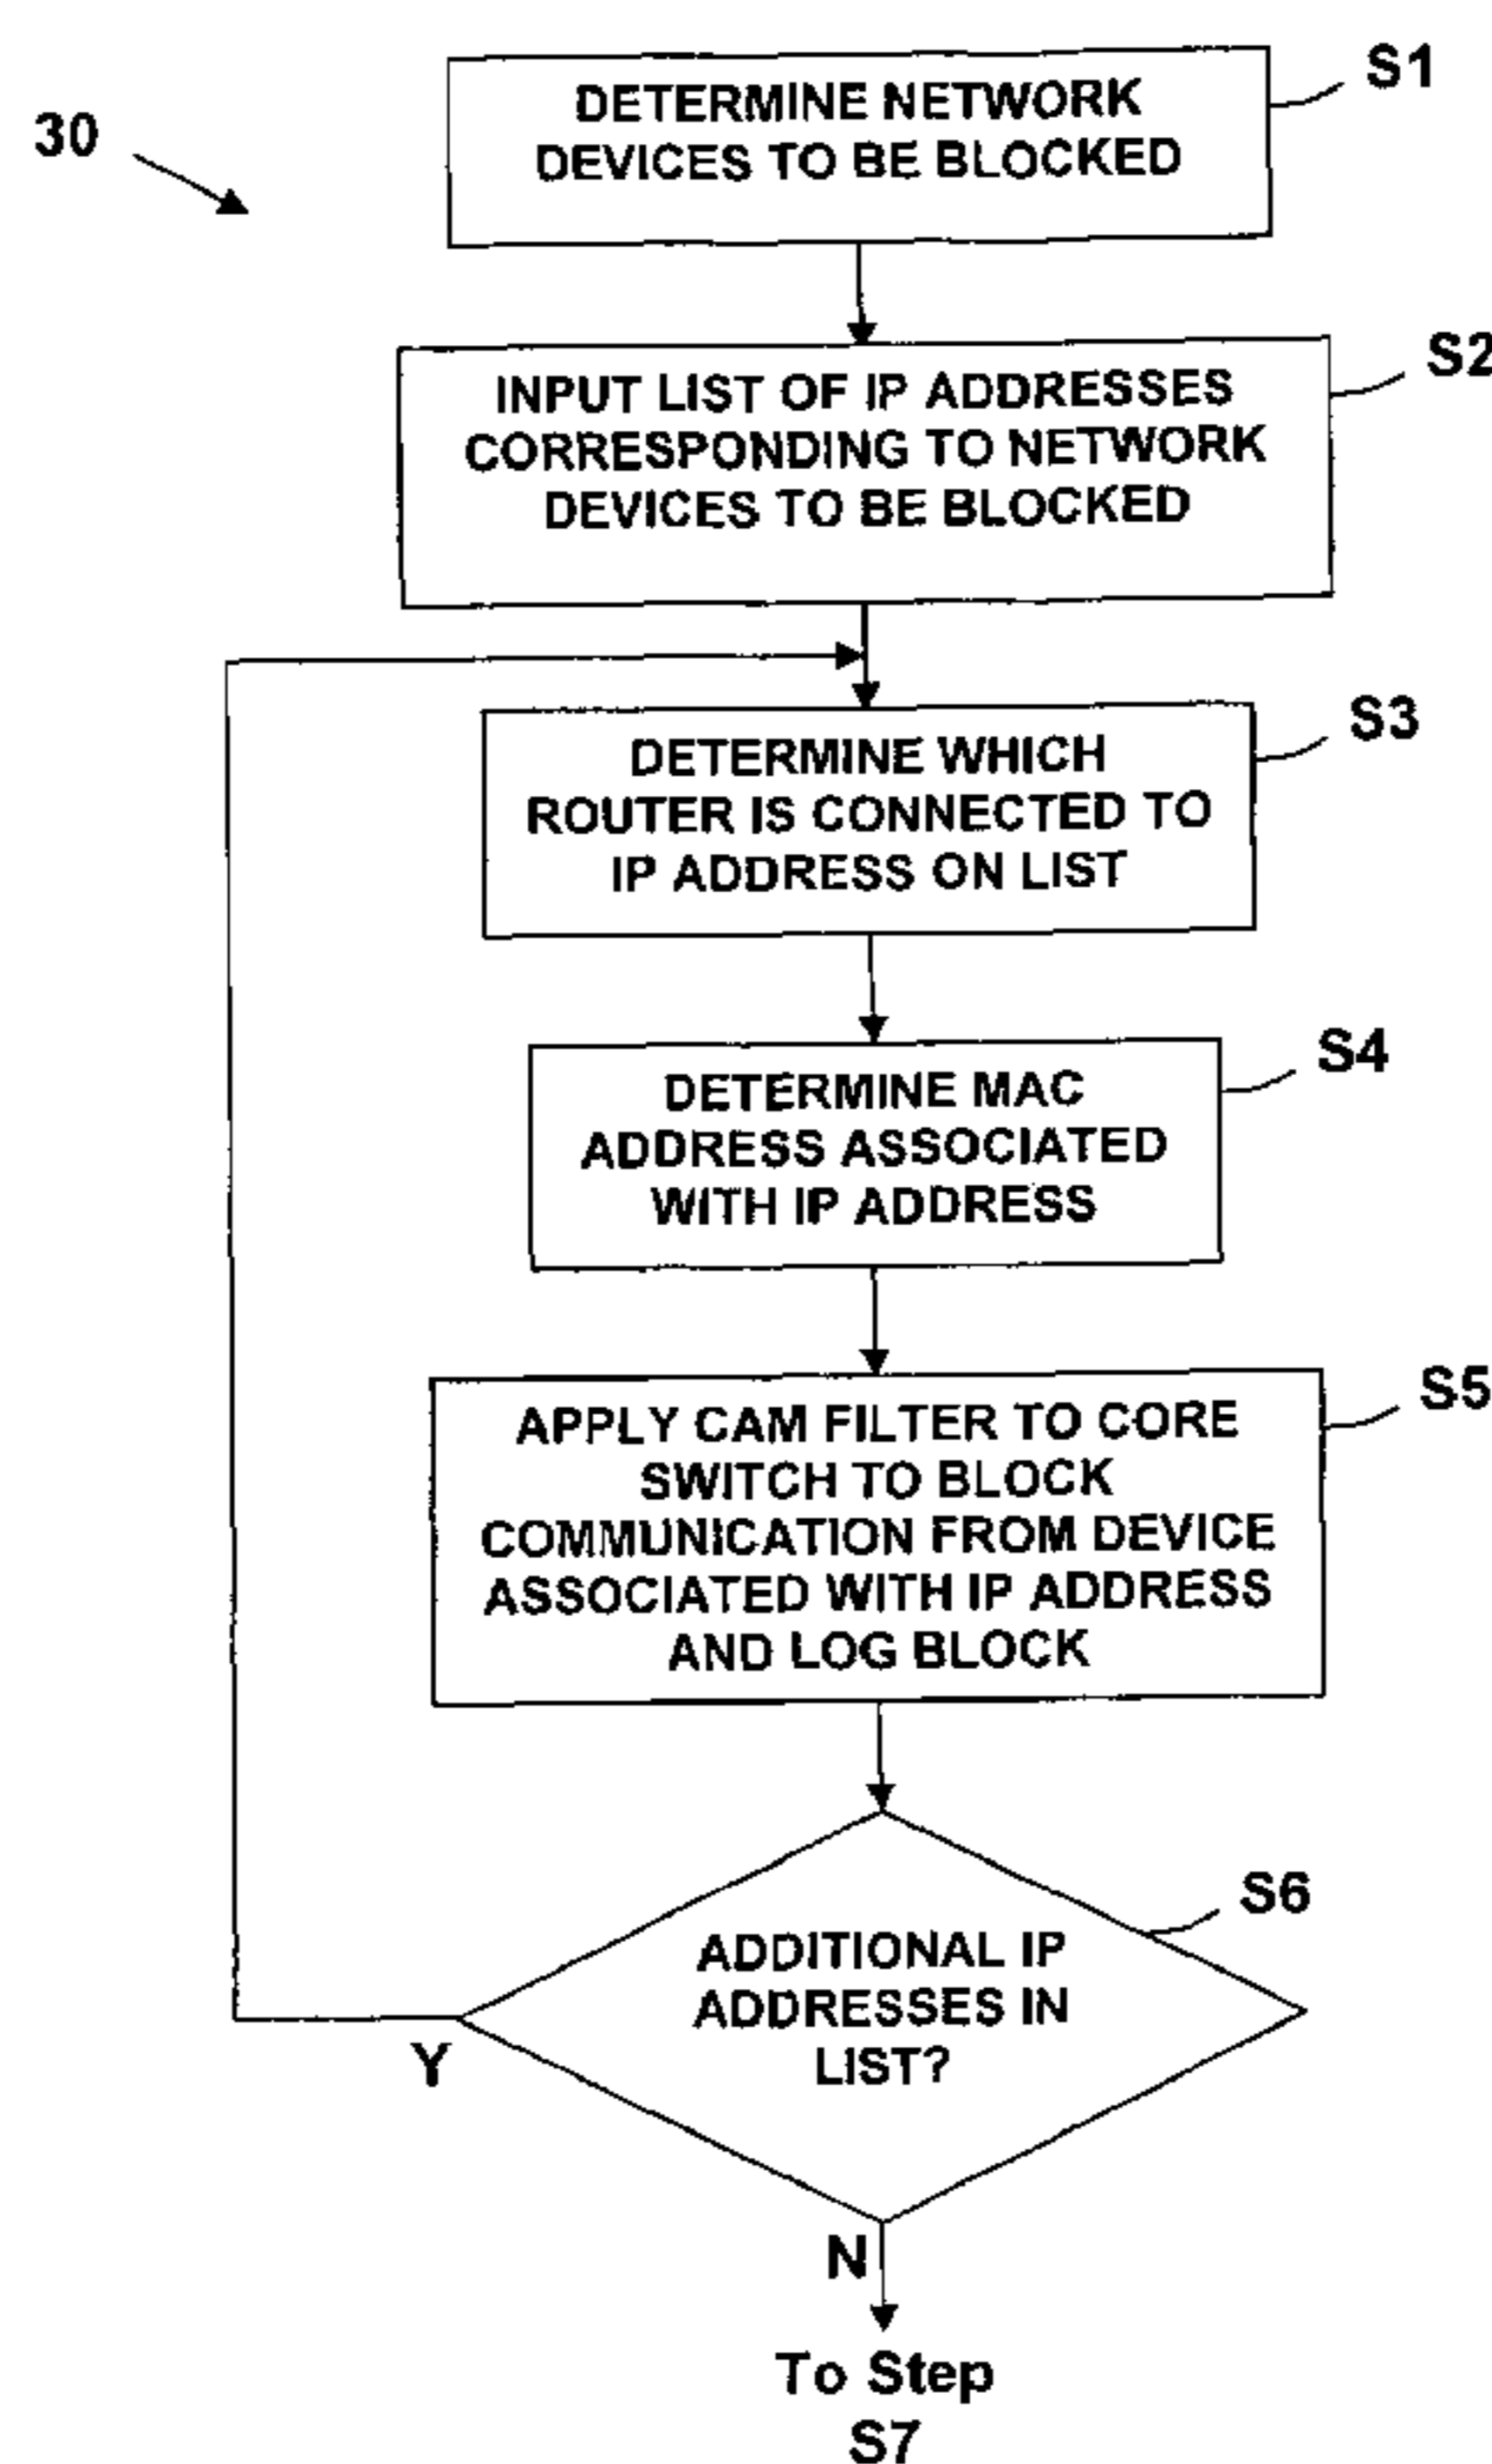 30
DETERMINE NETWORK
DEVICES TO BE BLOCKED
S1
INPUT LIST OF IP ADDRESSES
CORRESPONDING TO NETWORK
DEVICES TO BE BLOCKED
S2
DETERMINE WHICH
ROUTER IS CONNECTED TO
IP ADDRESS ON LIST
S3
DETERMINE MAC
ADDRESS ASSOCIATED
WITH IP ADDRESS
S4
APPLY CAM FILTER TO CORE
SWITCH TO BLOCK
COMMUNICATION FROM DEVICE
ASSOCIATED WITH IP ADDRESS
AND LOG BLOCK
S5
ADDITIONAL IP
ADDRESSES IN
LIST?
S6
Y
N
To Step
S7